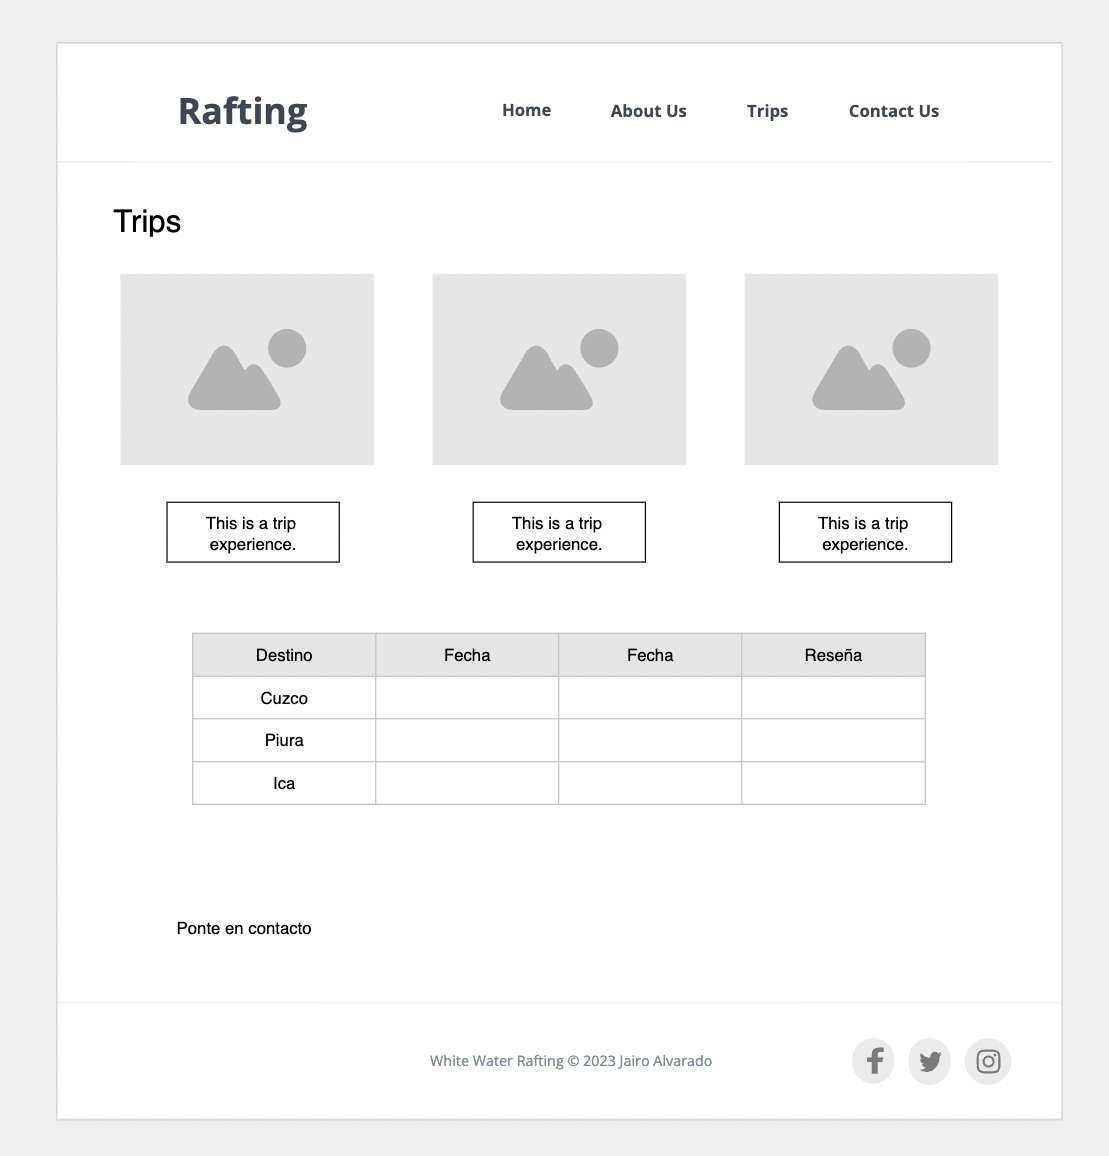 Rafting
Home About Us Trips Contact Us
Trips
This is a trip
experience.
This is a trip
experience.
This is a trip
experience.
Destino Fecha Fecha Reseña
Cuzco
Piura
Ica
Ponte en contacto
White Water Rafting © 2023 Jairo Alvarado